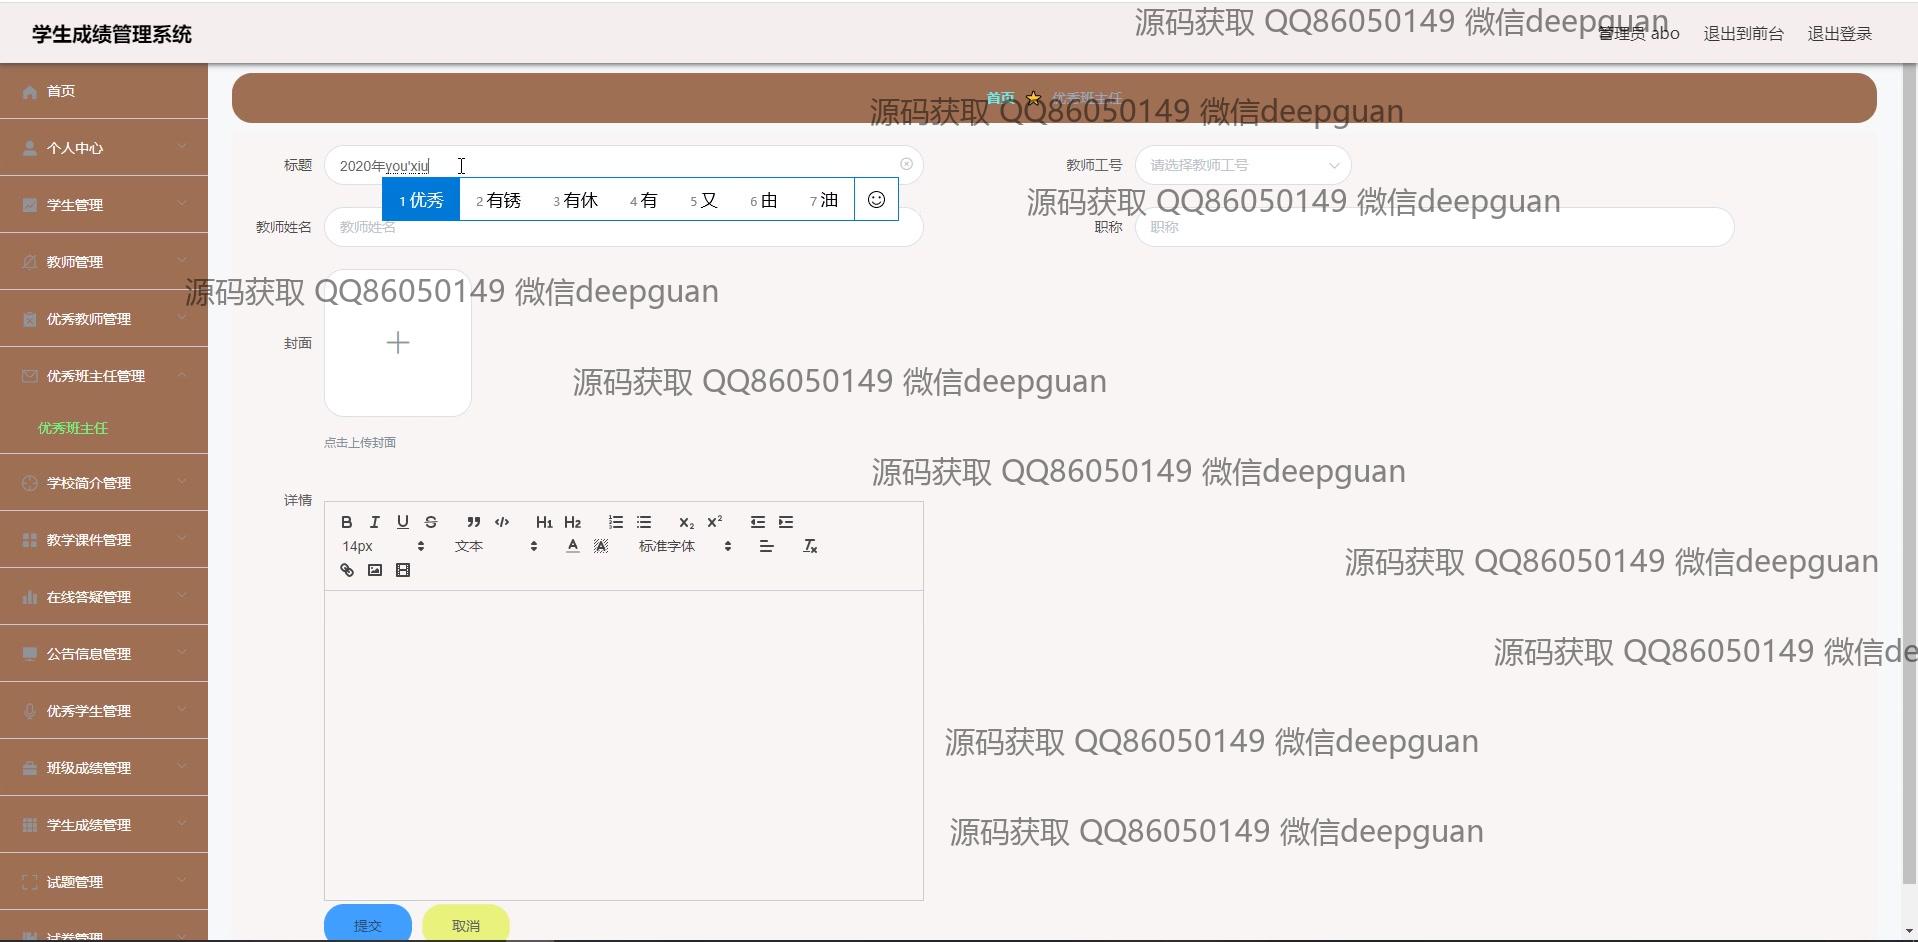 学生成绩管理系统
源码获取 QQ86050149 微信deepguan
管理员 abo
退出到前台
退出登录
首页
个人中心
学生管理
教师管理
优秀教师管理
优秀班主任管理
优秀班主任
学校简介管理
教学课件管理
在线答疑管理
公告信息管理
优秀学生管理
班级成绩管理
学生成绩管理
试题管理
试卷管理
首页 优秀班主任
源码获取 QQ86050149 微信deepguan
标题
2020年you'xiu
教师工号
请选择教师工号
1 优秀 2 有锈 3 有休 4 有 5 又 6 由 7 油
源码获取 QQ86050149 微信deepguan
教师姓名
教师姓名
职称
职称
源码获取 QQ86050149 微信deepguan
封面
源码获取 QQ86050149 微信deepguan
点击上传封面
源码获取 QQ86050149 微信deepguan
详情
B I U S H1 H2 x2 x2
14px 文本 A A 标准字体 Tx
源码获取 QQ86050149 微信deepguan
源码获取 QQ86050149 微信de
源码获取 QQ86050149 微信deepguan
源码获取 QQ86050149 微信deepguan
提交
取消